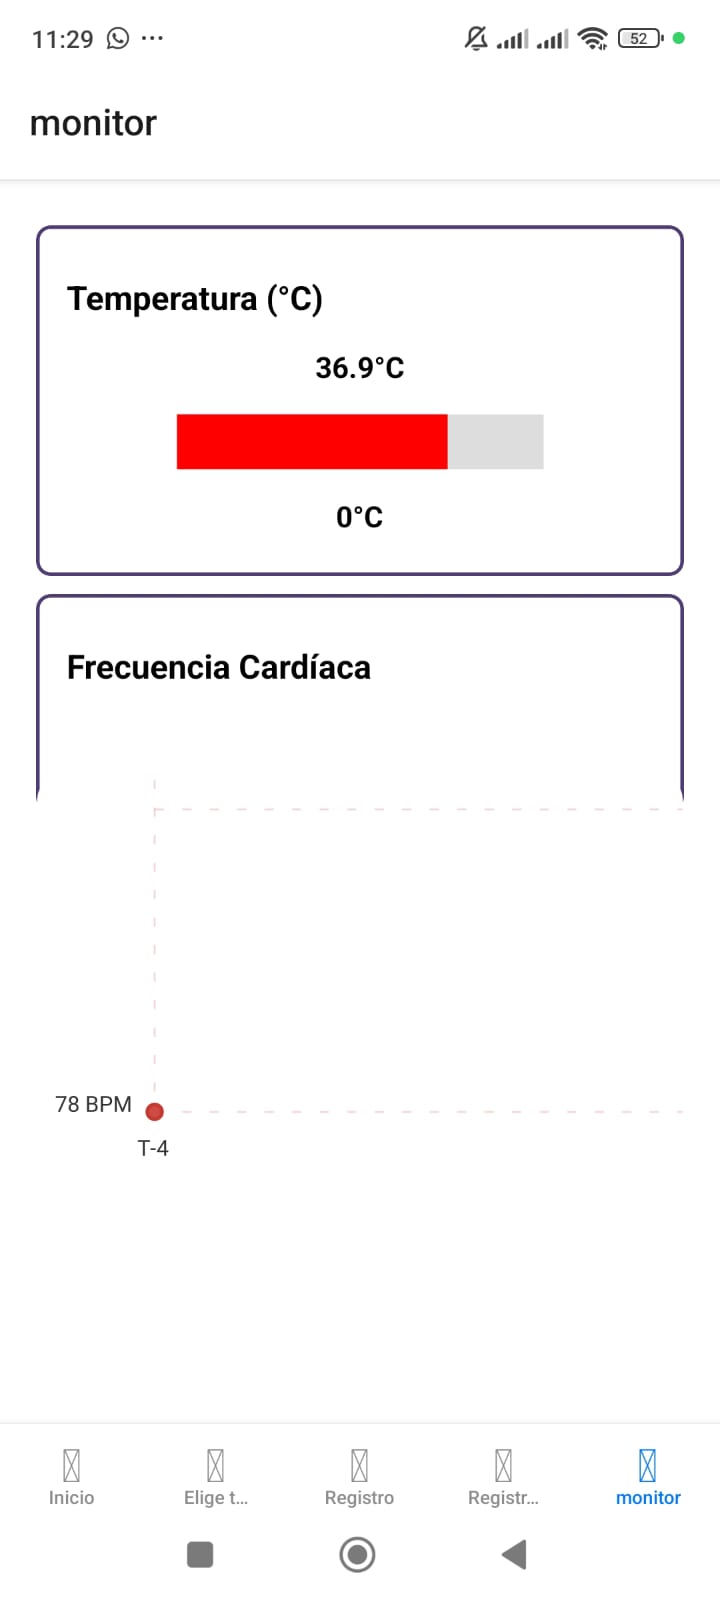 11:29
52
monitor
Temperatura (°C)
36.9°C
0°C
Frecuencia Cardíaca
78 BPM
T-4
Inicio
Elige t...
Registro
Registr...
monitor